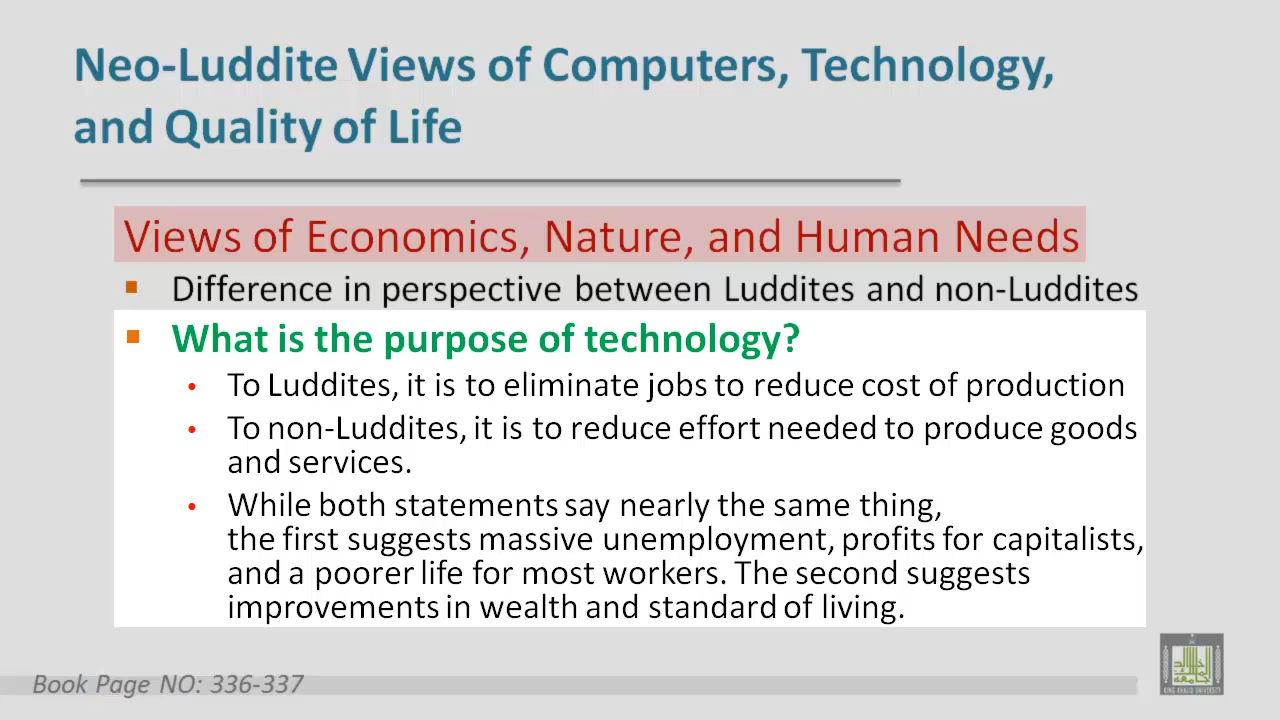 Neo-Luddite Views of Computers, Technology,
and Quality of Life
Views of Economics, Nature, and Human Needs
▪ Difference in perspective between Luddites and non-Luddites
▪ What is the purpose of technology?
• To Luddites, it is to eliminate jobs to reduce cost of production
• To non-Luddites, it is to reduce effort needed to produce goods
and services.
• While both statements say nearly the same thing,
the first suggests massive unemployment, profits for capitalists,
and a poorer life for most workers. The second suggests
improvements in wealth and standard of living.
Book Page NO: 336-337
KING KHALID UNIVERSITY